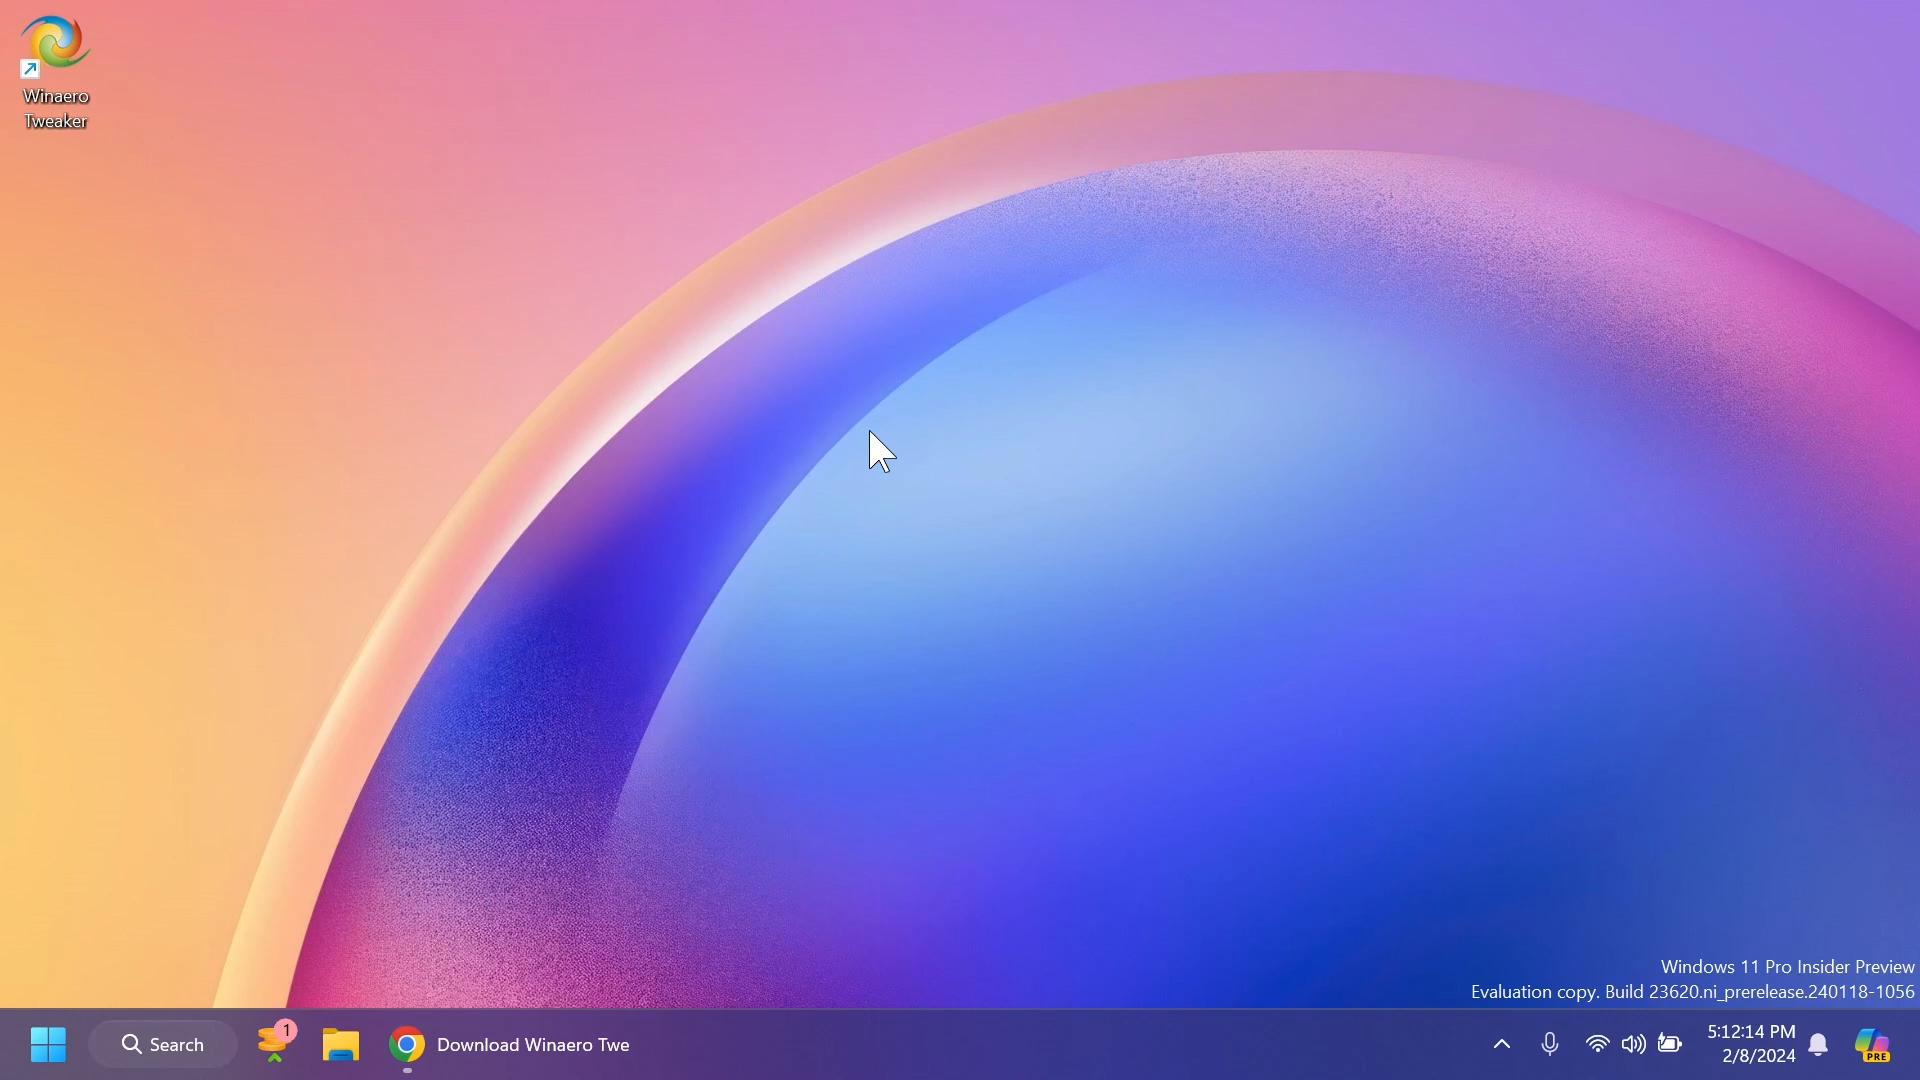 Winaero
Tweaker
Windows 11 Pro Insider Preview
Evaluation copy. Build 23620.ni_prerelease.240118-1056
Search
1
Download Winaero Twe
5:12:14 PM
2/8/2024
PRE